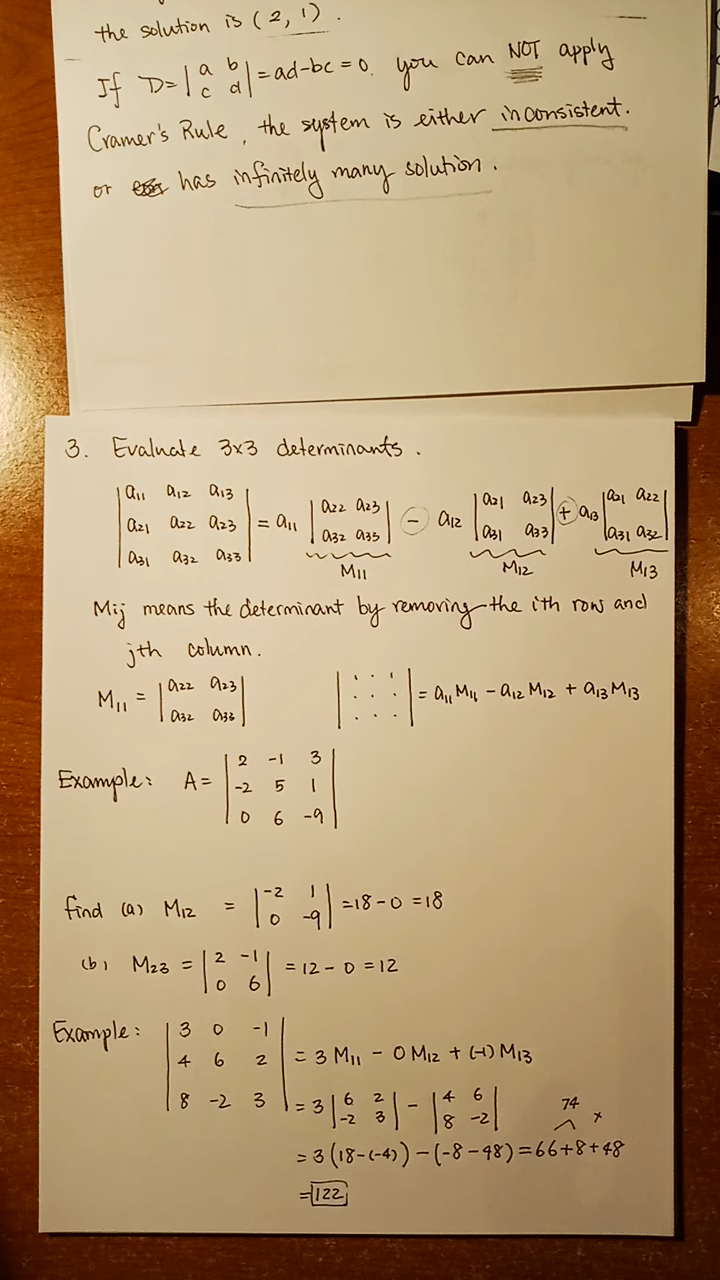 the solution is (2, 1).
If D = |a b; c d| = ad-bc = 0. you can NOT apply
Cramer's Rule, the system is either inconsistent.
or has infinitely many solution.
3. Evaluate 3x3 determinants.
|a11 a12 a13; a21 a22 a23; a31 a32 a33| = a11 |a22 a23; a32 a33| - a12 |a21 a23; a31 a33| + a13 |a21 a22; a31 a32|
M11 M12 M13
Mij means the determinant by removing the ith row and
jth column.
M11 = |a22 a23; a32 a33| | . . . ; . . . ; . . . | = a11 M11 - a12 M12 + a13 M13
Example: A = |2 -1 3; -2 5 1; 0 6 -9|
find (a) M12 = |-2 1; 0 -9| = 18 - 0 = 18
(b) M23 = |2 -1; 0 6| = 12 - 0 = 12
Example: |3 0 -1; 4 6 2; 8 -2 3| = 3 M11 - 0 M12 + (-1) M13
= 3 |6 2; -2 3| - |4 6; 8 -2|
74
= 3 (18-(-4)) - (-8-48) = 66+8+48
= 122